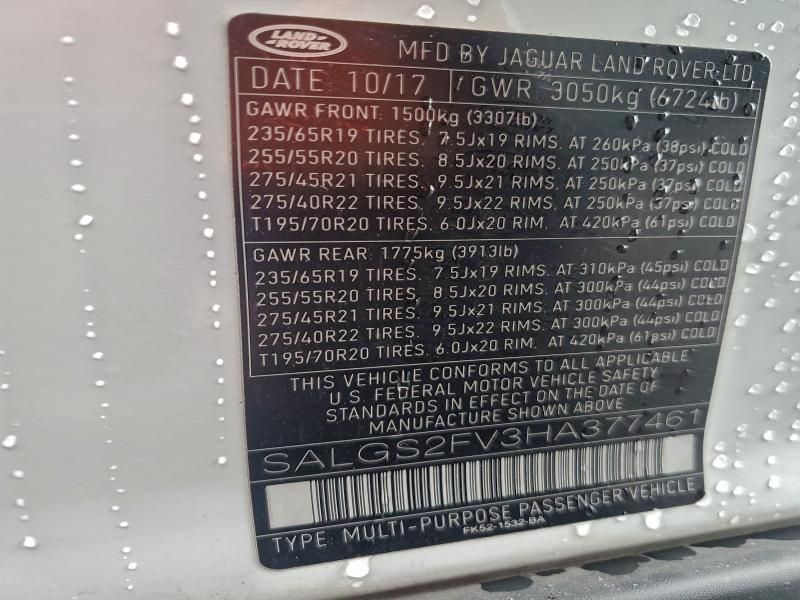 LAND ROVER
MFD BY JAGUAR LAND ROVER LTD
DATE 10/17 GWR 3050kg (6724lb)
GAWR FRONT: 1500kg (3307lb)
235/65R19 TIRES, 7.5Jx19 RIMS. AT 260kPa (38psi) COLD
255/55R20 TIRES, 8.5Jx20 RIMS. AT 250kPa (37psi) COLD
275/45R21 TIRES, 9.5Jx21 RIMS. AT 250kPa (37psi) COLD
275/40R22 TIRES, 9.5Jx22 RIMS. AT 250kPa (37psi) COLD
T195/70R20 TIRES. 6.0Jx20 RIM. AT 420kPa (61psi) COLD
GAWR REAR: 1775kg (3913lb)
235/65R19 TIRES, 7.5Jx19 RIMS. AT 310kPa (45psi) COLD
255/55R20 TIRES, 8.5Jx20 RIMS. AT 300kPa (44psi) COLD
275/45R21 TIRES, 9.5Jx21 RIMS. AT 300kPa (44psi) COLD
275/40R22 TIRES, 9.5Jx22 RIMS. AT 300kPa (44psi) COLD
T195/70R20 TIRES. 6.0Jx20 RIM. AT 420kPa (61psi) COLD
THIS VEHICLE CONFORMS TO ALL APPLICABLE
U.S. FEDERAL MOTOR VEHICLE SAFETY
STANDARDS IN EFFECT ON THE DATE OF
MANUFACTURE SHOWN ABOVE
SALGS2FV3HA377461
TYPE: MULTI-PURPOSE PASSENGER VEHICLE
FK52-1532-BA